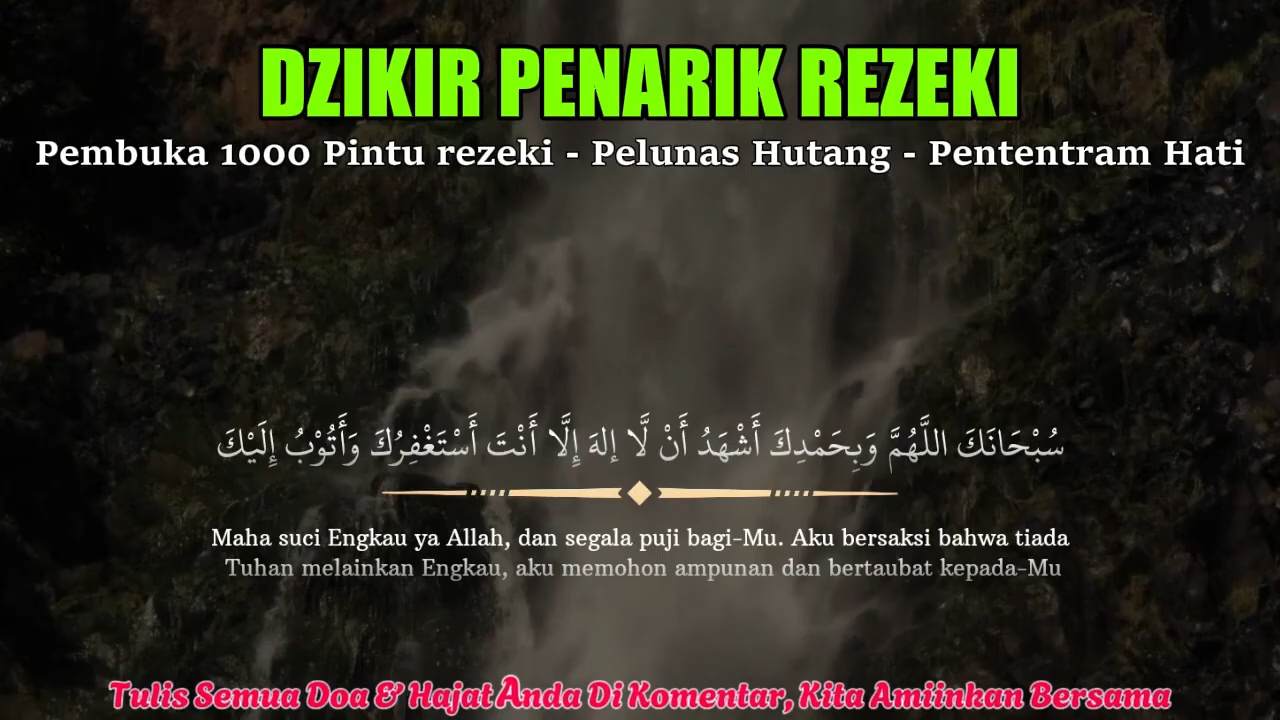 DZIKIR PENARIK REZEKI
Pembuka 1000 Pintu rezeki - Pelunas Hutang - Pententram Hati
سُبْحَانَكَ اللَّهُمَّ وَبِحَمْدِكَ أَشْهَدُ أَنْ لَّا إِلهَ إِلَّا أَنْتَ أَسْتَغْفِرُكَ وَأَتُوْبُ إِلَيْكَ
Maha suci Engkau ya Allah, dan segala puji bagi-Mu. Aku bersaksi bahwa tiada
Tuhan melainkan Engkau, aku memohon ampunan dan bertaubat kepada-Mu
Tulis Semua Doa & Hajat Anda Di Komentar, Kita Amiinkan Bersama